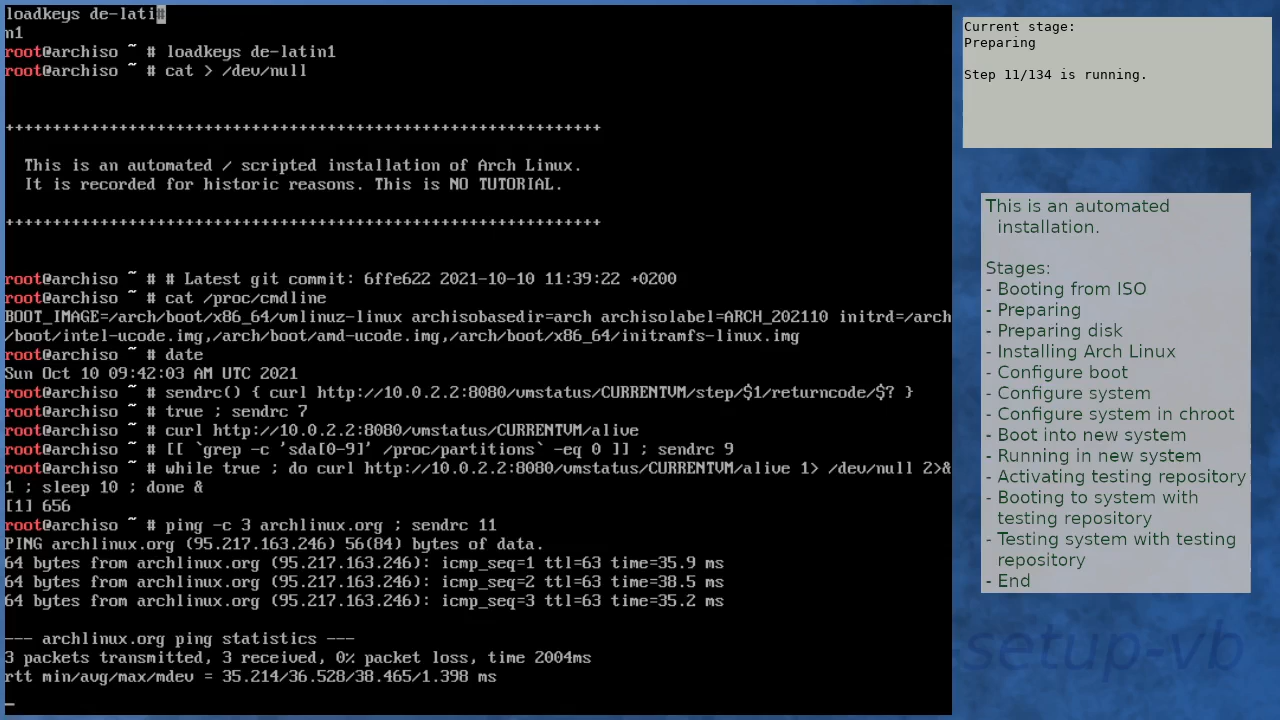 loadkeys de-lati#
n1
root@archiso ~ # loadkeys de-latin1
root@archiso ~ # cat > /dev/null
+++++++++++++++++++++++++++++++++++++++++++++++++++++++++++++++
This is an automated / scripted installation of Arch Linux.
It is recorded for historic reasons. This is NO TUTORIAL.
+++++++++++++++++++++++++++++++++++++++++++++++++++++++++++++++
root@archiso ~ # # Latest git commit: 6ffe622 2021-10-10 11:39:22 +0200
root@archiso ~ # cat /proc/cmdline
BOOT_IMAGE=/arch/boot/x86_64/vmlinuz-linux archisobasedir=arch archisolabel=ARCH_202110 initrd=/arch
/boot/intel-ucode.img,/arch/boot/amd-ucode.img,/arch/boot/x86_64/initramfs-linux.img
root@archiso ~ # date
Sun Oct 10 09:42:03 AM UTC 2021
root@archiso ~ # sendrc() { curl http://10.0.2.2:8080/vmstatus/CURRENTVM/step/$1/returncode/$? }
root@archiso ~ # true ; sendrc 7
root@archiso ~ # curl http://10.0.2.2:8080/vmstatus/CURRENTVM/alive
root@archiso ~ # [[ `grep -c 'sda[0-9]' /proc/partitions` -eq 0 ]] ; sendrc 9
root@archiso ~ # while true ; do curl http://10.0.2.2:8080/vmstatus/CURRENTVM/alive 1> /dev/null 2>&
1 ; sleep 10 ; done &
[1] 656
root@archiso ~ # ping -c 3 archlinux.org ; sendrc 11
PING archlinux.org (95.217.163.246) 56(84) bytes of data.
64 bytes from archlinux.org (95.217.163.246): icmp_seq=1 ttl=63 time=35.9 ms
64 bytes from archlinux.org (95.217.163.246): icmp_seq=2 ttl=63 time=38.5 ms
64 bytes from archlinux.org (95.217.163.246): icmp_seq=3 ttl=63 time=35.2 ms
--- archlinux.org ping statistics ---
3 packets transmitted, 3 received, 0% packet loss, time 2004ms
rtt min/avg/max/mdev = 35.214/36.528/38.465/1.398 ms
_
Current stage:
Preparing
Step 11/134 is running.
This is an automated
installation.
Stages:
- Booting from ISO
- Preparing
- Preparing disk
- Installing Arch Linux
- Configure boot
- Configure system
- Configure system in chroot
- Boot into new system
- Running in new system
- Activating testing repository
- Booting to system with
testing repository
- Testing system with testing
repository
- End
-setup-vb